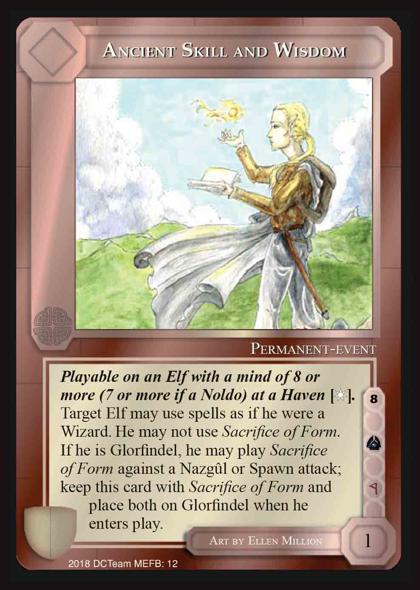 Ancient Skill and Wisdom
Permanent-event
Playable on an Elf with a mind of 8 or
more (7 or more if a Noldo) at a Haven [☆].
Target Elf may use spells as if he were a
Wizard. He may not use Sacrifice of Form.
If he is Glorfindel, he may play Sacrifice
of Form against a Nazgûl or Spawn attack;
keep this card with Sacrifice of Form and
place both on Glorfindel when he
enters play.
8
Art by Ellen Million
1
2018 DCTeam MEFB: 12